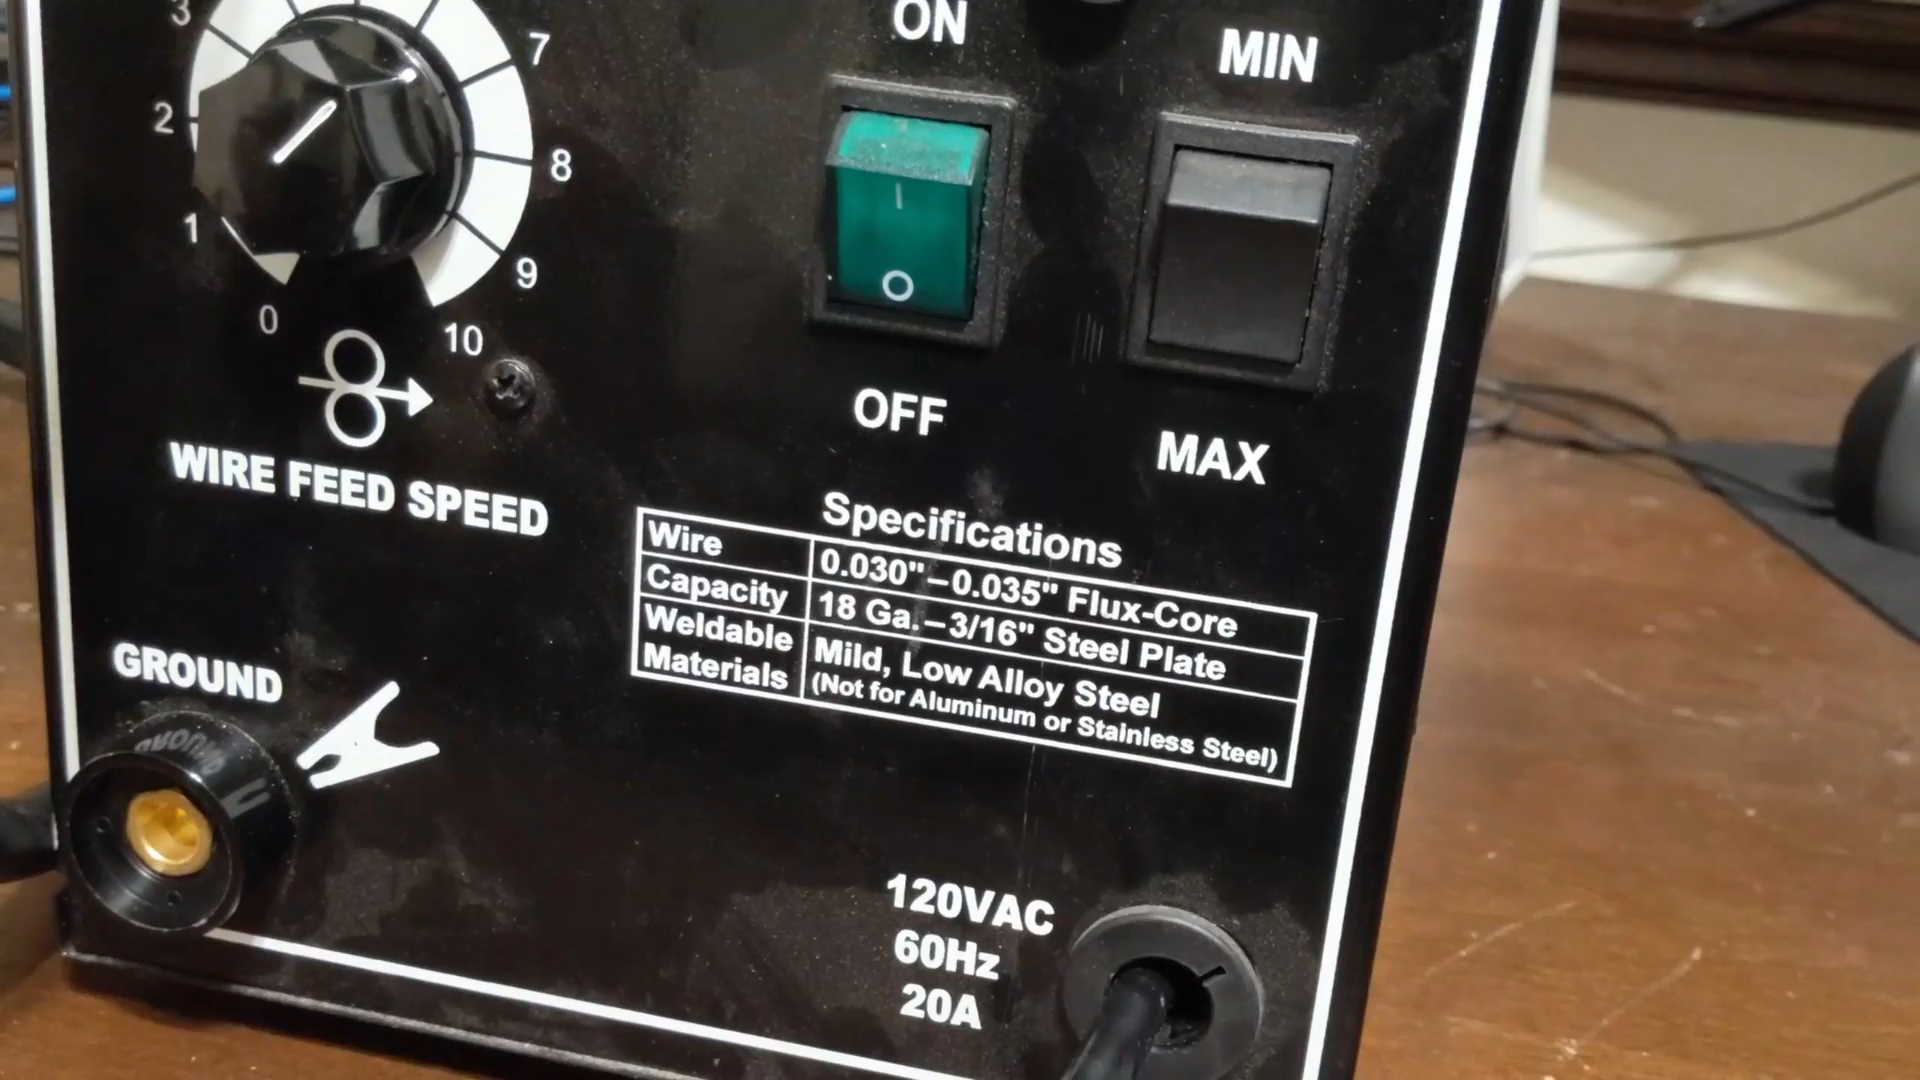 3
7
2
8
1
9
0
10
WIRE FEED SPEED
ON
I
O
OFF
MIN
MAX
Specifications
Wire 0.030"–0.035" Flux-Core
Capacity 18 Ga.–3/16" Steel Plate
Weldable Mild, Low Alloy Steel
Materials (Not for Aluminum or Stainless Steel)
GROUND
120VAC
60Hz
20A